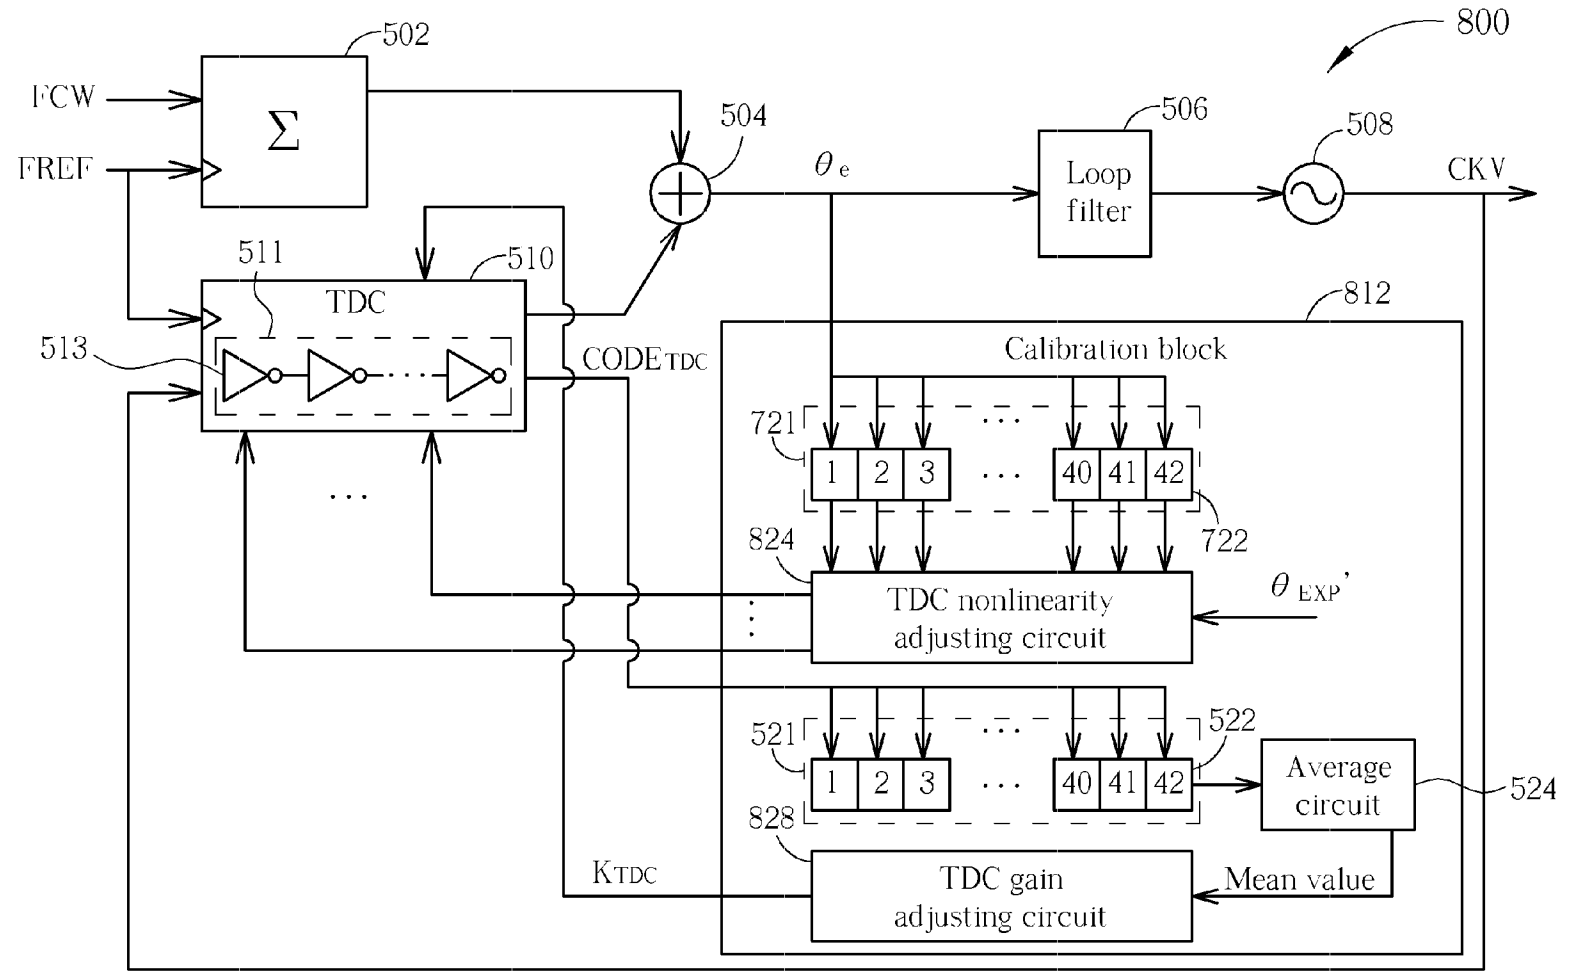 800
502
FCW
Σ
FREF
504
θe
506
Loop
filter
508
CKV
511
510
TDC
513
CODETDC
812
Calibration block
721
...
1 2 3 ... 40 41 42
722
...
824
TDC nonlinearity
adjusting circuit
θEXP'
...
521
...
522
1 2 3 ... 40 41 42
Average
circuit
524
828
KTDC
TDC gain
adjusting circuit
Mean value